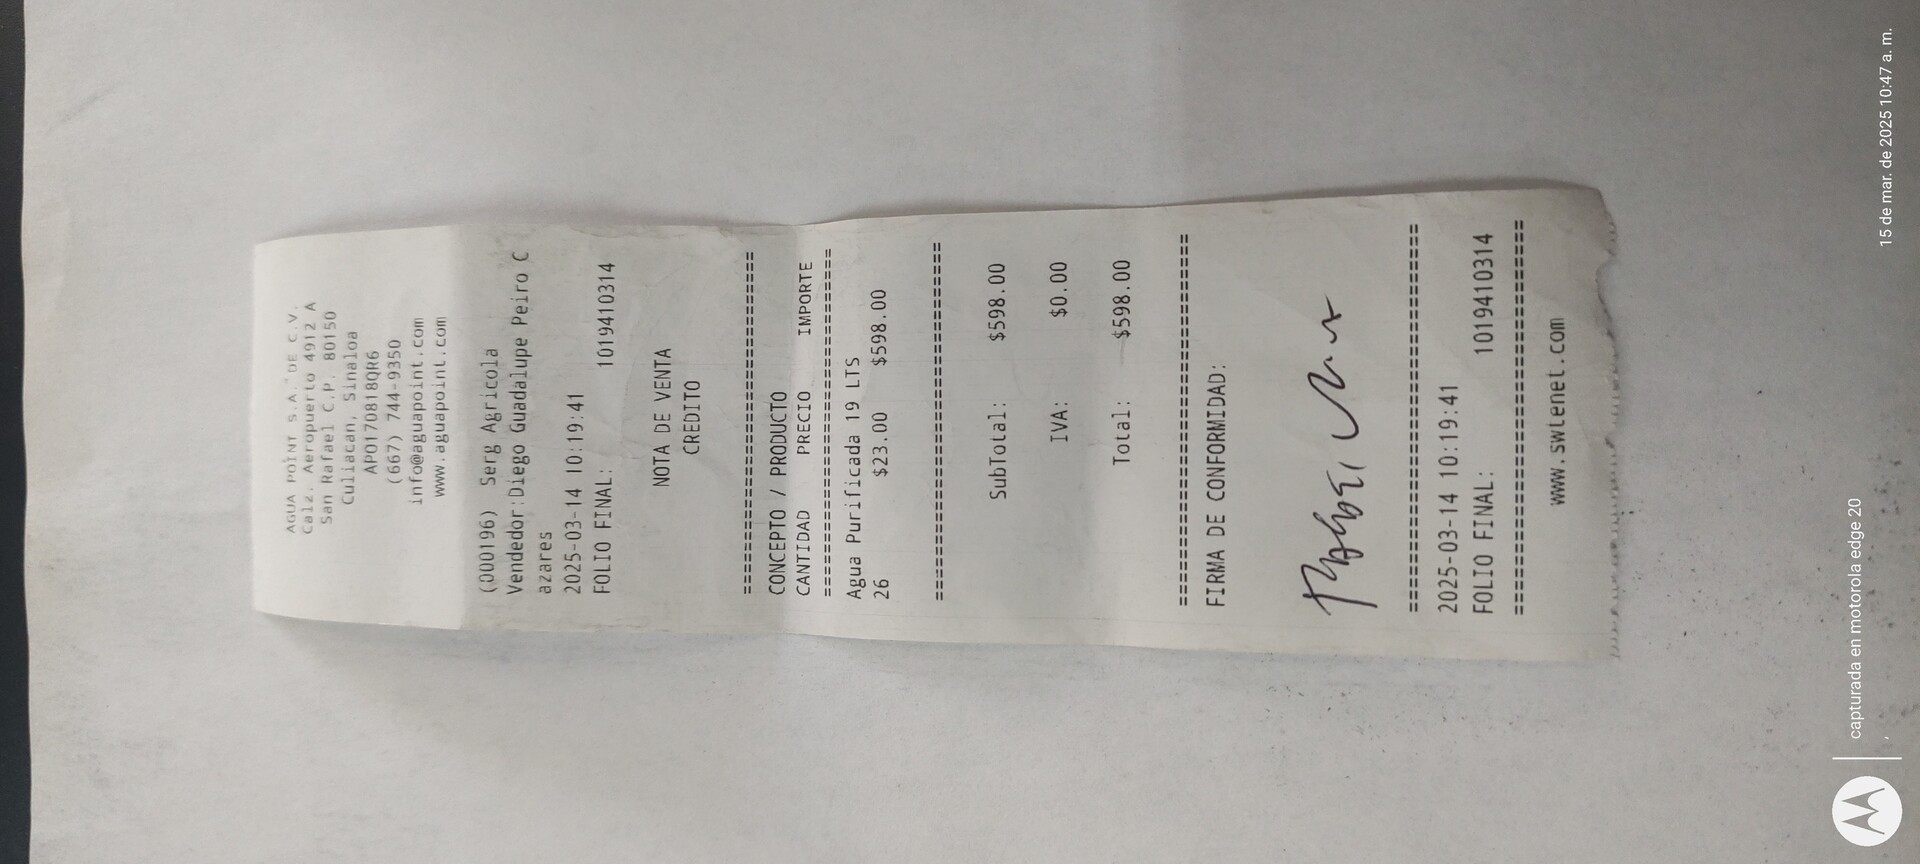 AGUA POINT S.A. DE C.V.
Calz. Aeropuerto 4912 A
San Rafael C.P. 80150
Culiacan, Sinaloa
APO170818QR6
(667) 744-9350
info@aguapoint.com
www.aguapoint.com
(000196) Serg Agricola
Vendedor:Diego Guadalupe Peiro C
azares
2025-03-14 10:19:41
FOLIO FINAL: 1019410314
NOTA DE VENTA
CREDITO
================================
CONCEPTO / PRODUCTO
CANTIDAD PRECIO IMPORTE
================================
Agua Purificada 19 LTS
26 $23.00 $598.00
================================
SubTotal: $598.00
IVA: $0.00
Total: $598.00
================================
FIRMA DE CONFORMIDAD:
================================
2025-03-14 10:19:41
FOLIO FINAL: 1019410314
================================
www.swtenet.com
capturada en motorola edge 20
15 de mar. de 2025 10:47 a. m.